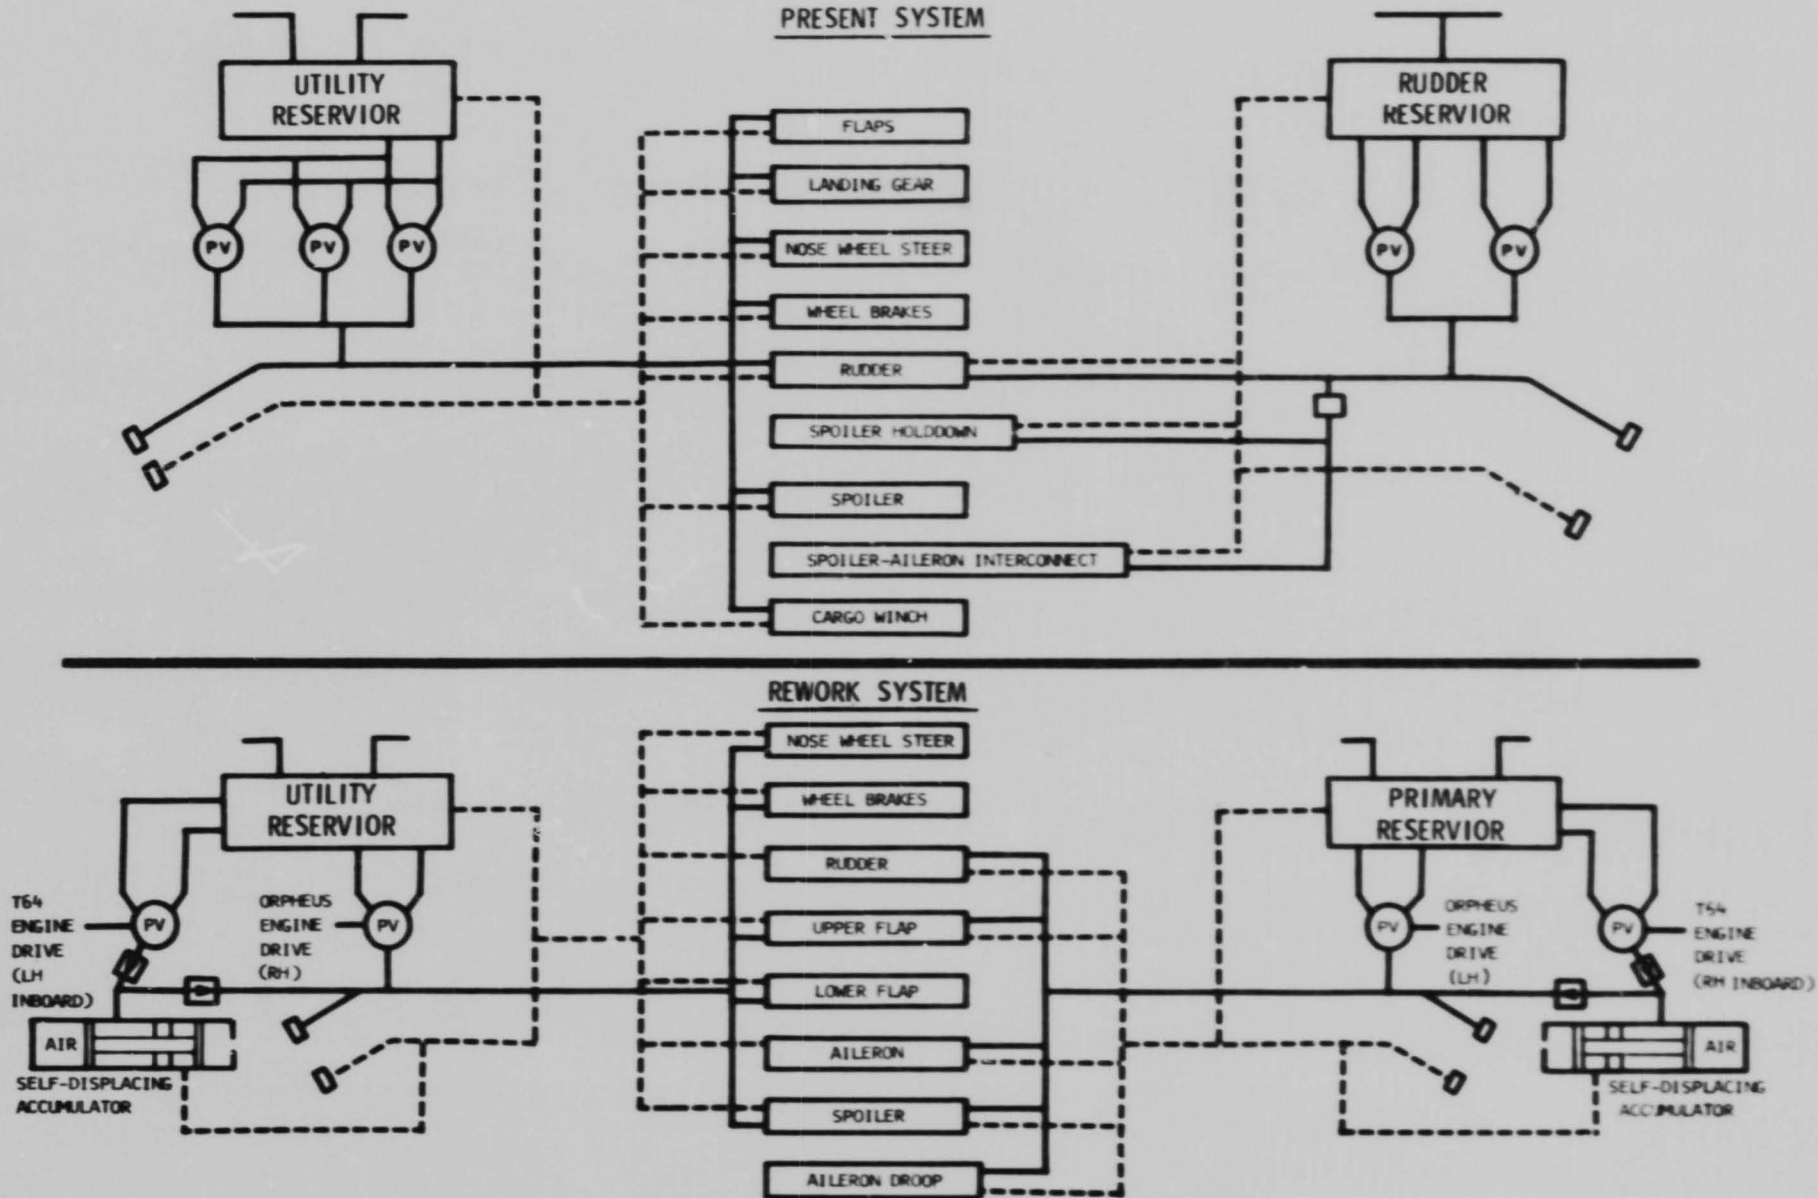 PRESENT SYSTEM
UTILITY
RESERVIOR
RUDDER
RESERVIOR
FLAPS
LANDING GEAR
NOSE WHEEL STEER
WHEEL BRAKES
RUDDER
SPOILER HOLDDOWN
SPOILER
SPOILER-AILERON INTERCONNECT
CARGO WINCH
PV
PV
PV
PV
PV
REWORK SYSTEM
UTILITY
RESERVIOR
PRIMARY
RESERVIOR
NOSE WHEEL STEER
WHEEL BRAKES
RUDDER
UPPER FLAP
LOWER FLAP
AILERON
SPOILER
AILERON DROOP
T64
ENGINE
DRIVE
(LH
INBOARD)
PV
ORPHEUS
ENGINE
DRIVE
(RH)
PV
PV
ORPHEUS
ENGINE
DRIVE
(LH)
PV
T64
ENGINE
DRIVE
(RH INBOARD)
AIR
SELF-DISPLACING
ACCUMULATOR
AIR
SELF-DISPLACING
ACCUMULATOR